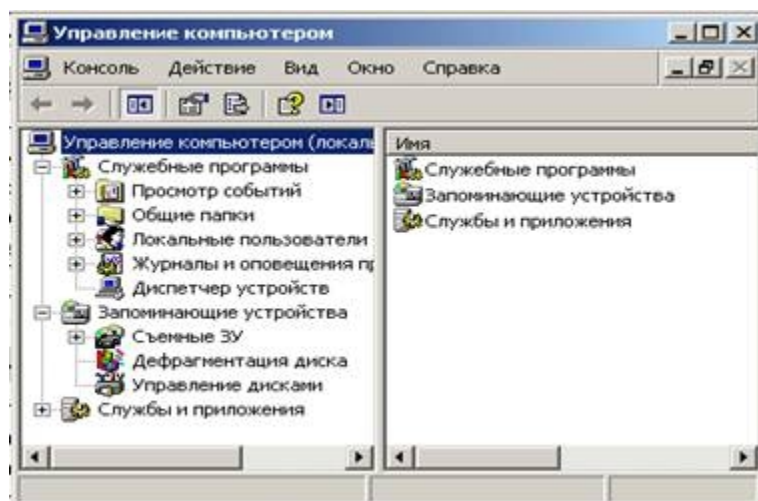 Управление компьютером
Консоль Действие Вид Окно Справка
Управление компьютером (локаль
Служебные программы
Просмотр событий
Общие папки
Локальные пользователи
Журналы и оповещения пр
Диспетчер устройств
Запоминающие устройства
Съемные ЗУ
Дефрагментация диска
Управление дисками
Службы и приложения
Имя
Служебные программы
Запоминающие устройства
Службы и приложения